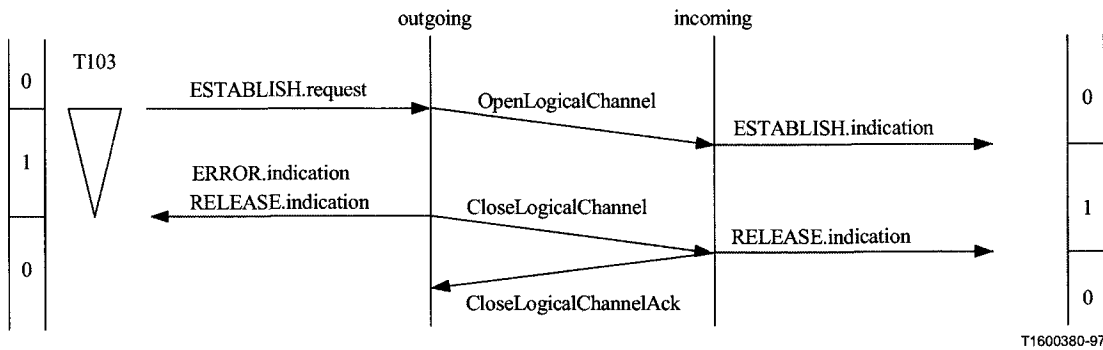 outgoing
incoming
T103
0
ESTABLISH.request
OpenLogicalChannel
0
ESTABLISH.indication
1
ERROR.indication
RELEASE.indication
CloseLogicalChannel
1
RELEASE.indication
0
CloseLogicalChannelAck
0
T1600380-97